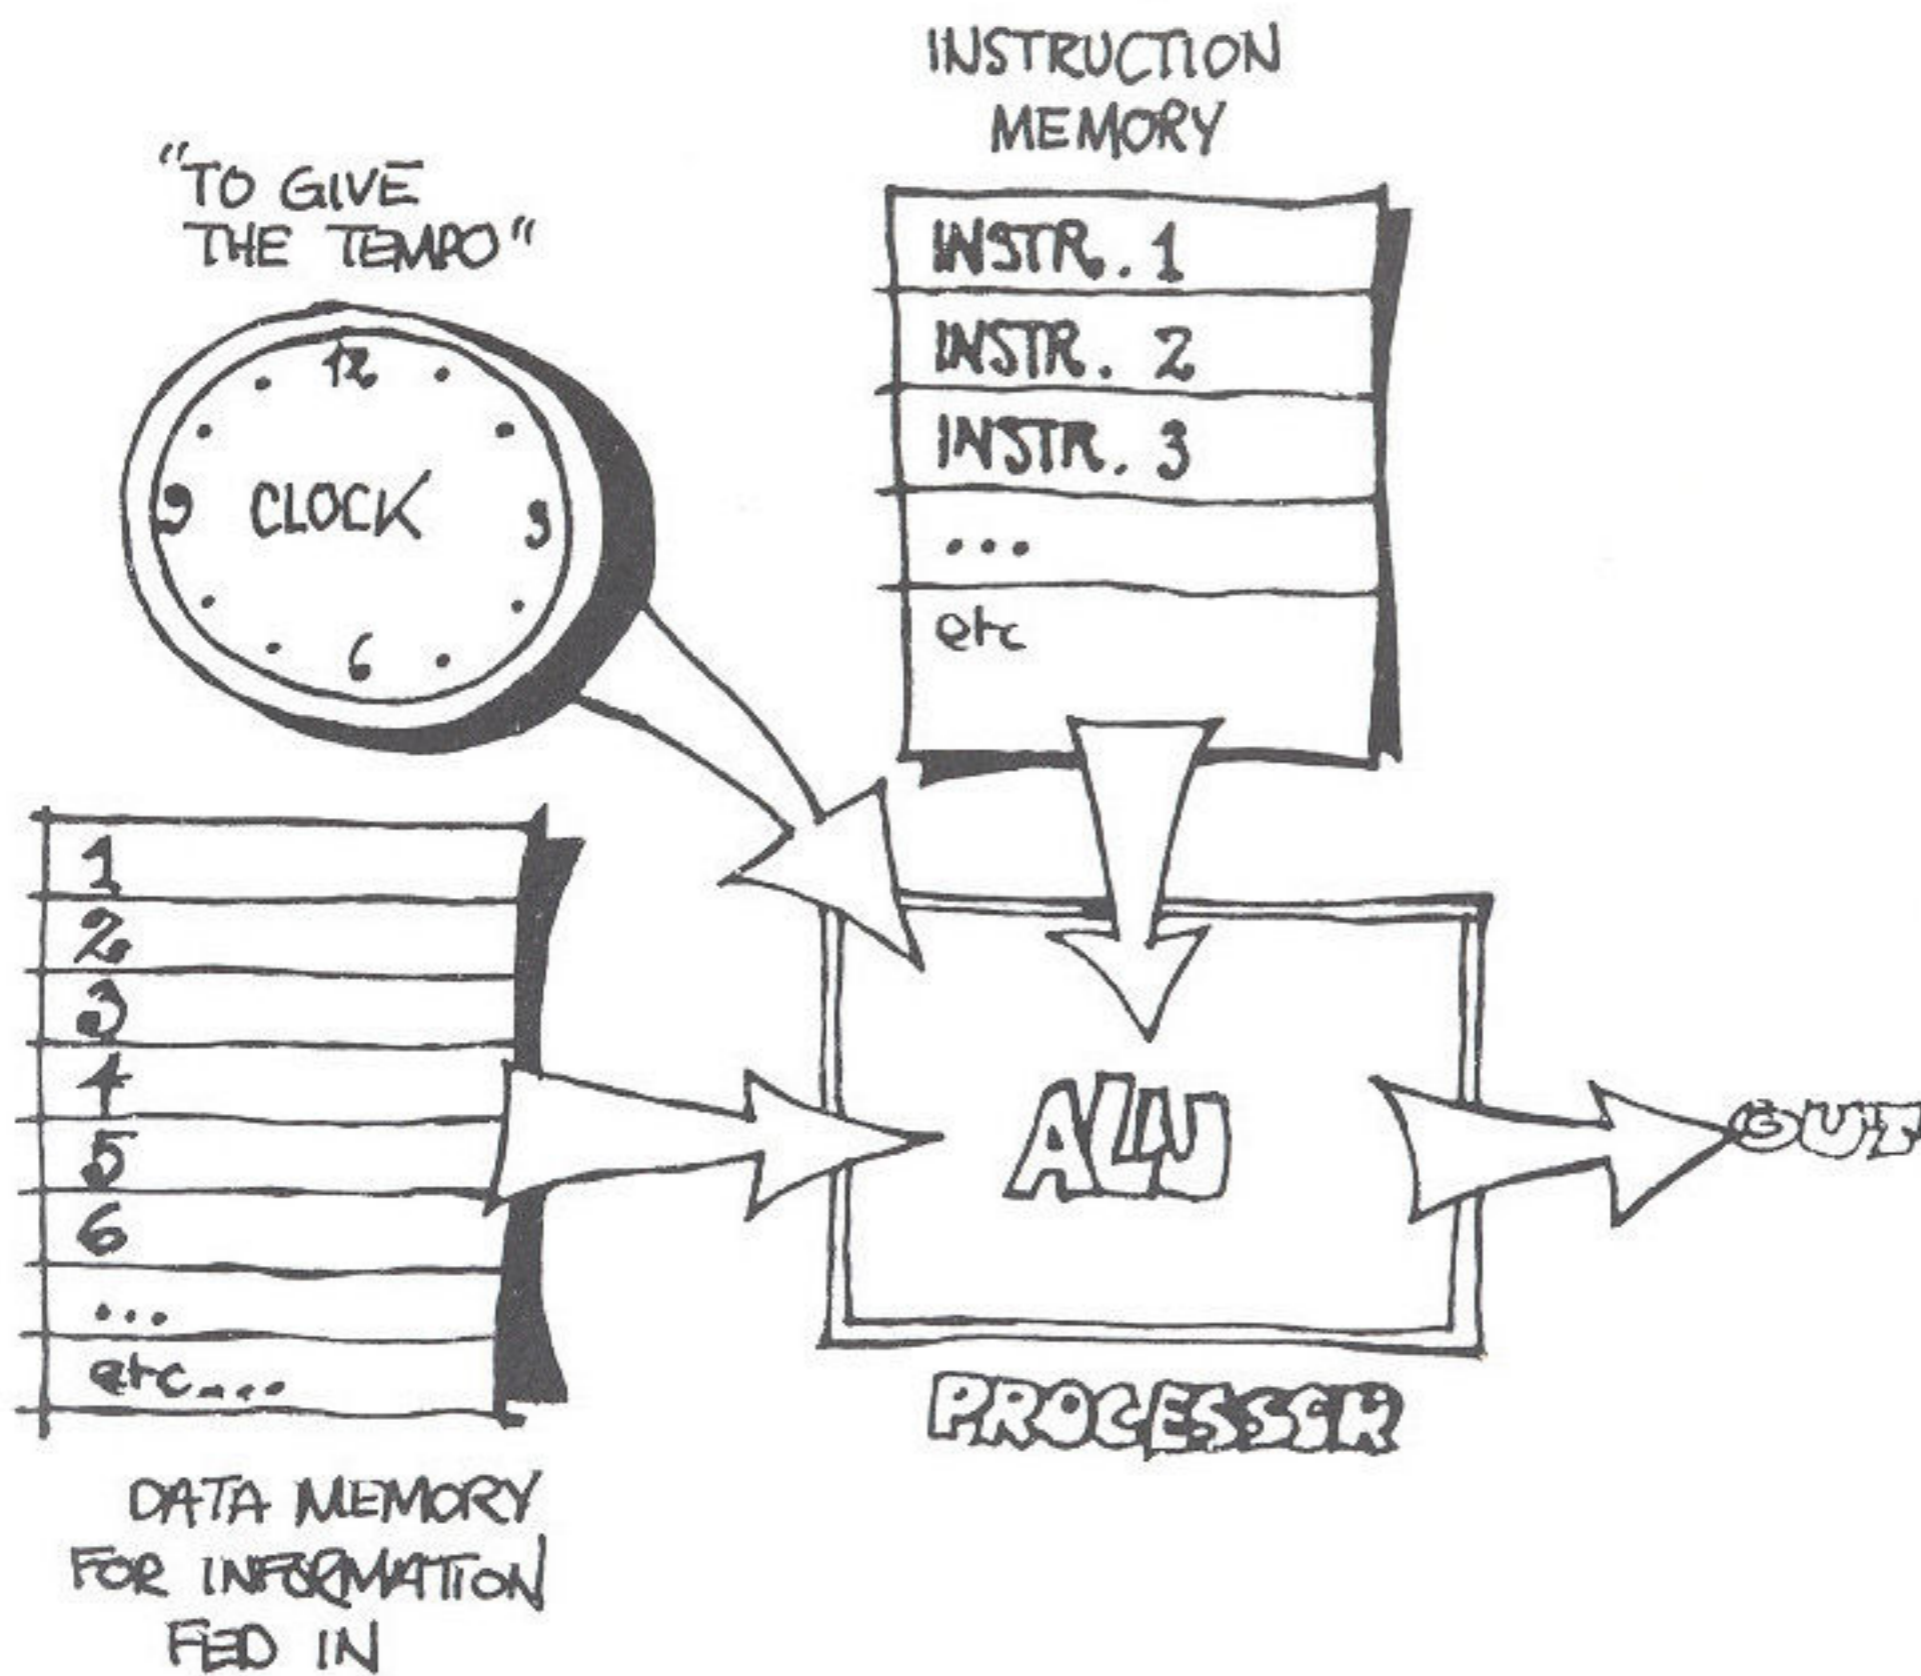 INSTRUCTION
MEMORY
"TO GIVE
THE TEMPO"
INSTR. 1
INSTR. 2
INSTR. 3
...
etc
12
9
CLOCK
3
6
1
2
3
4
5
6
...
etc....
ALU
OUT
PROCESSOR
DATA MEMORY
FOR INFORMATION
FED IN